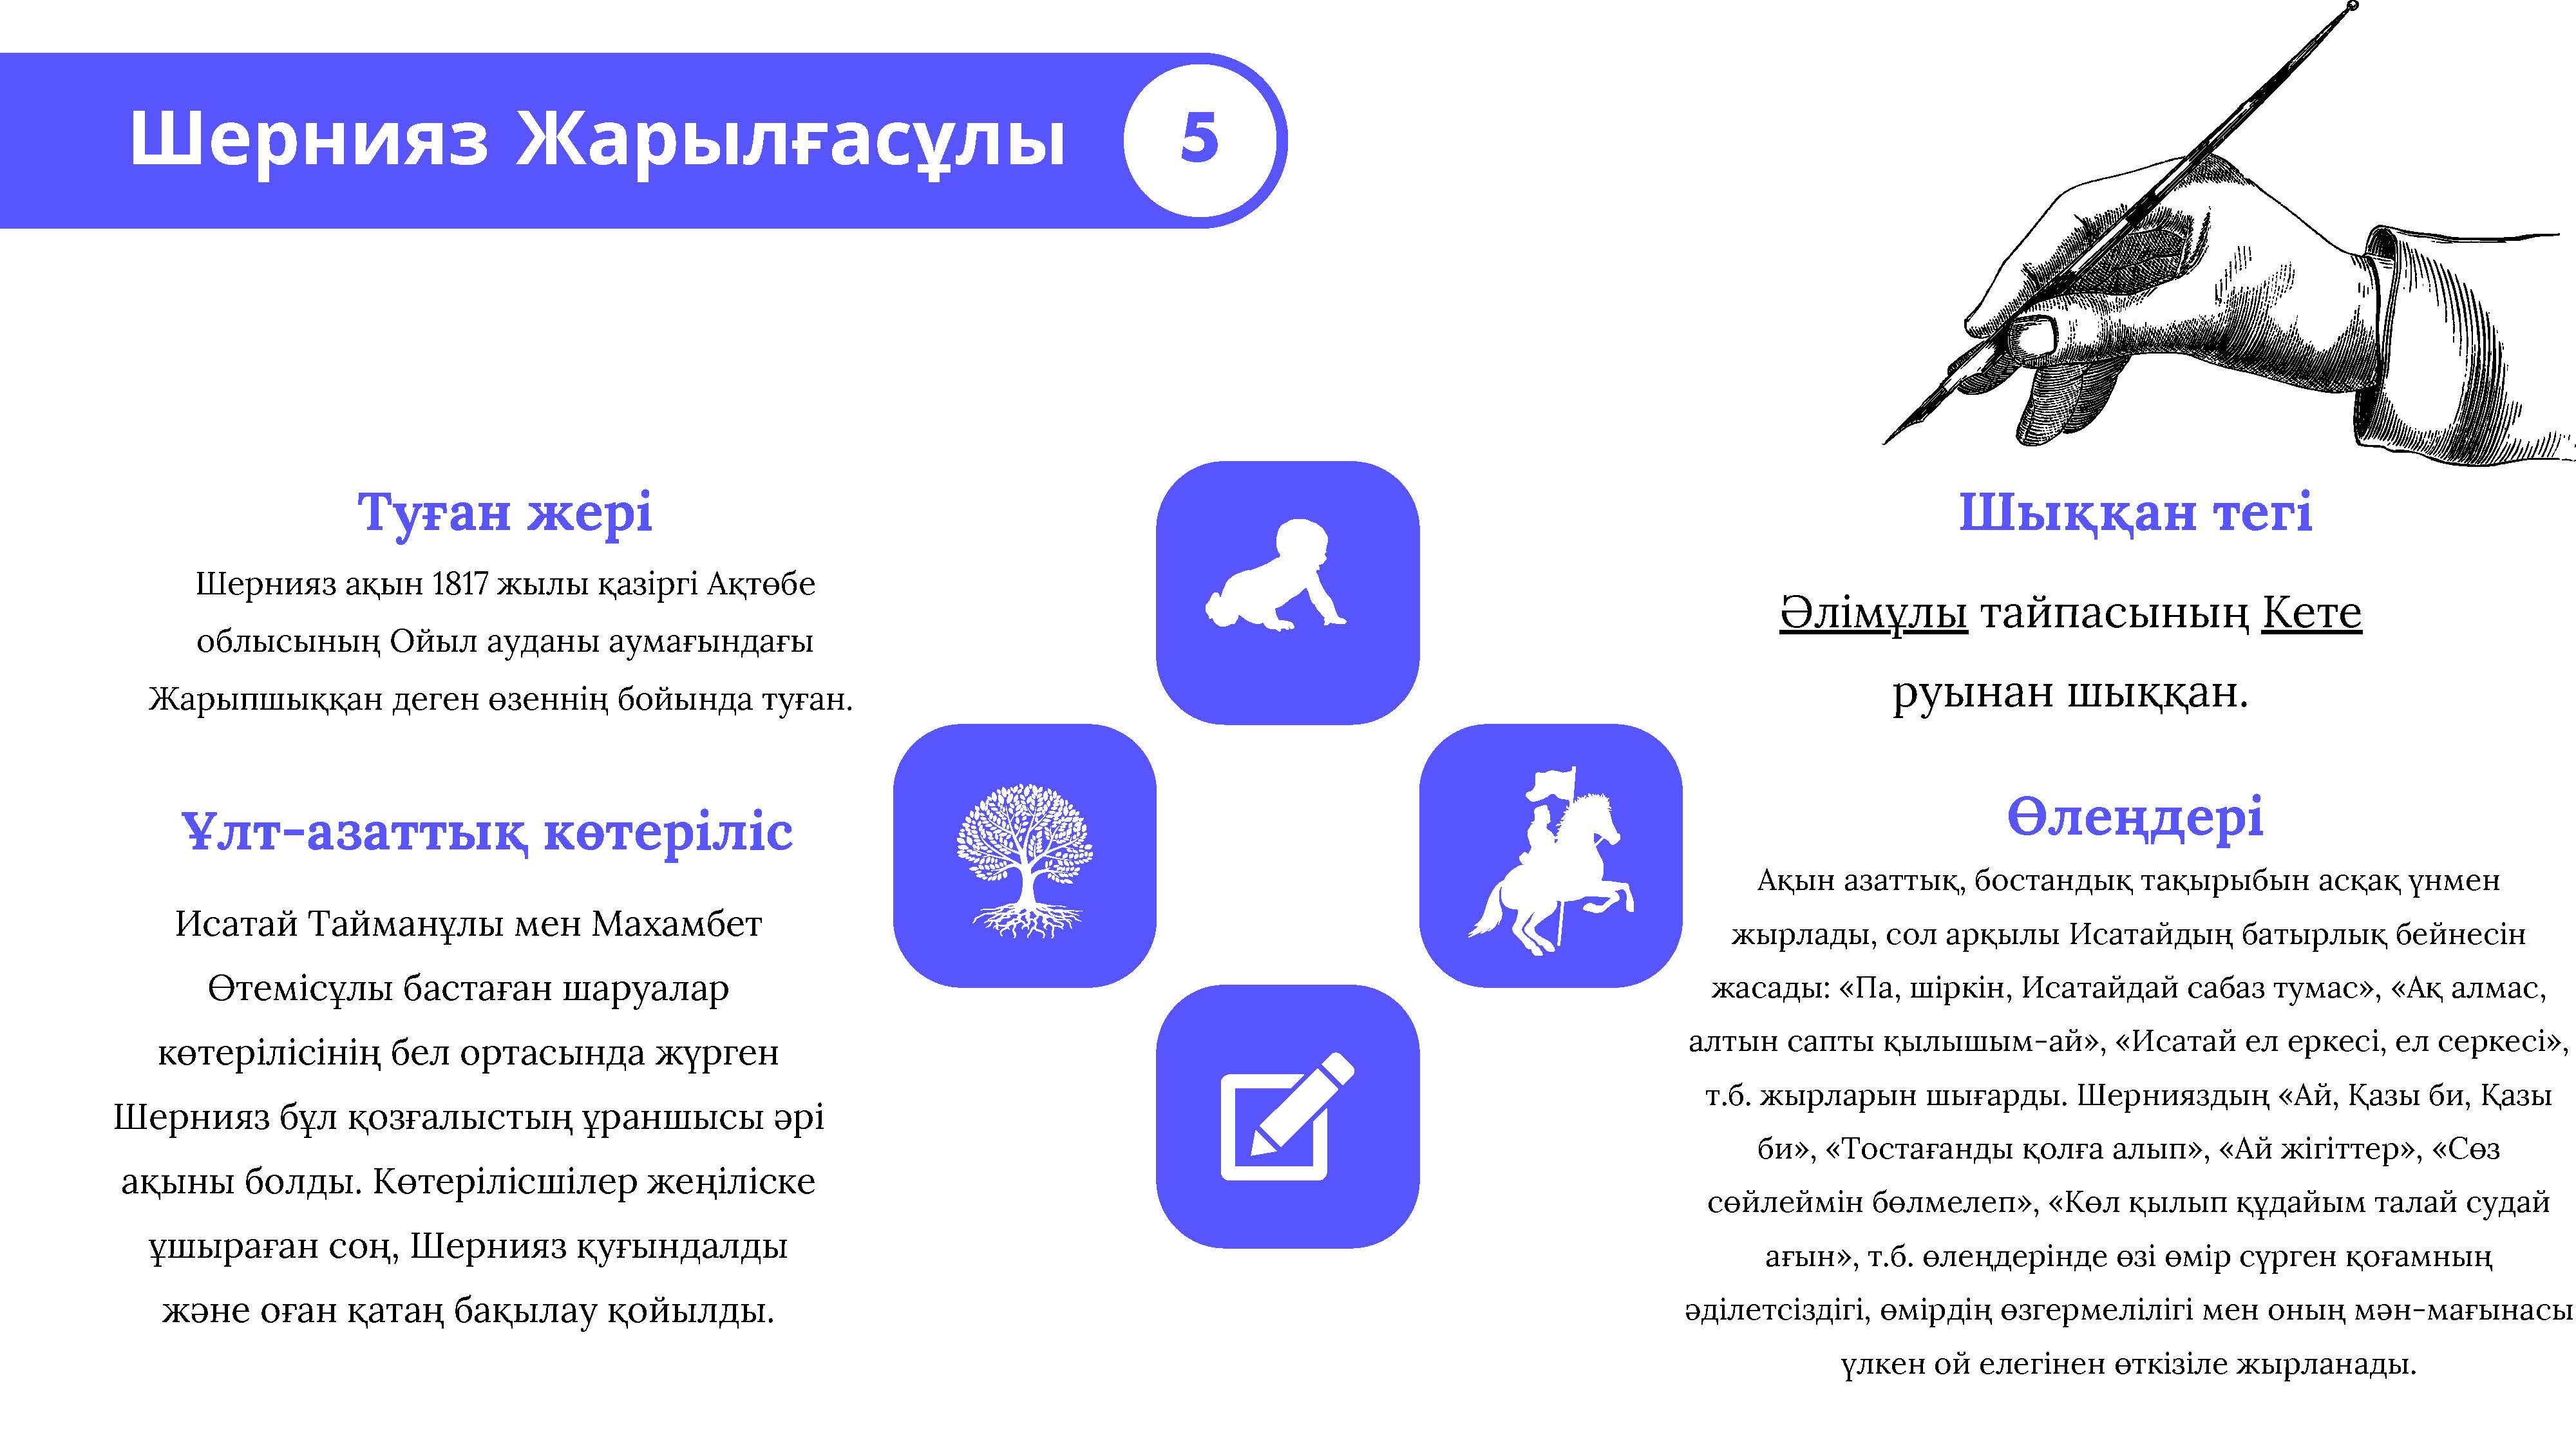 Шернияз Жарылғасұлы
5
Туған жері
Шернияз ақын 1817 жылы қазіргі Ақтөбе
облысының Ойыл ауданы аумағындағы
Жарыпшыққан деген өзеннің бойында туған.
Ұлт-азаттық көтеріліс
Исатай Тайманұлы мен Махамбет
Өтемісұлы бастаған шаруалар
көтерілісінің бел ортасында жүрген
Шернияз бұл қозғалыстың ұраншысы әрі
ақыны болды. Көтерілісшілер жеңіліске
ұшыраған соң, Шернияз қуғындалды
және оған қатаң бақылау қойылды.
Шыққан тегі
Әлімұлы тайпасының Кете
руынан шыққан.
Өлеңдері
Ақын азаттық, бостандық тақырыбын асқақ үнмен
жырлады, сол арқылы Исатайдың батырлық бейнесін
жасады: «Па, шіркін, Исатайдай сабаз тумас», «Ақ алмас,
алтын сапты қылышым-ай», «Исатай ел еркесі, ел серкесі»,
т.б. жырларын шығарды. Шернияздың «Ай, Қазы би, Қазы
би», «Тостағанды қолға алып», «Ай жігіттер», «Сөз
сөйлеймін бөлмелеп», «Көл қылып құдайым талай судай
ағын», т.б. өлеңдерінде өзі өмір сүрген қоғамның
әділетсіздігі, өмірдің өзгермелілігі мен оның мән-мағынасы
үлкен ой елегінен өткізіле жырланады.